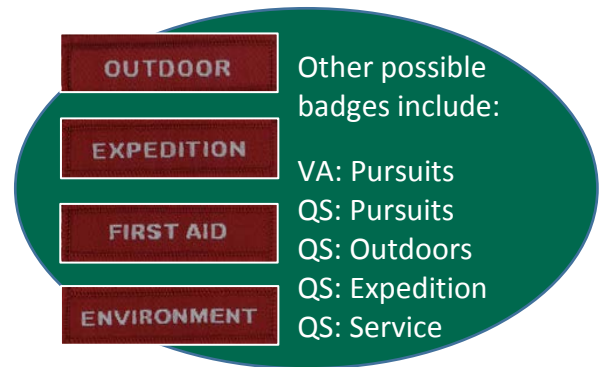 OUTDOOR
EXPEDITION
FIRST AID
ENVIRONMENT
Other possible
badges include:
VA: Pursuits
QS: Pursuits
QS: Outdoors
QS: Expedition
QS: Service